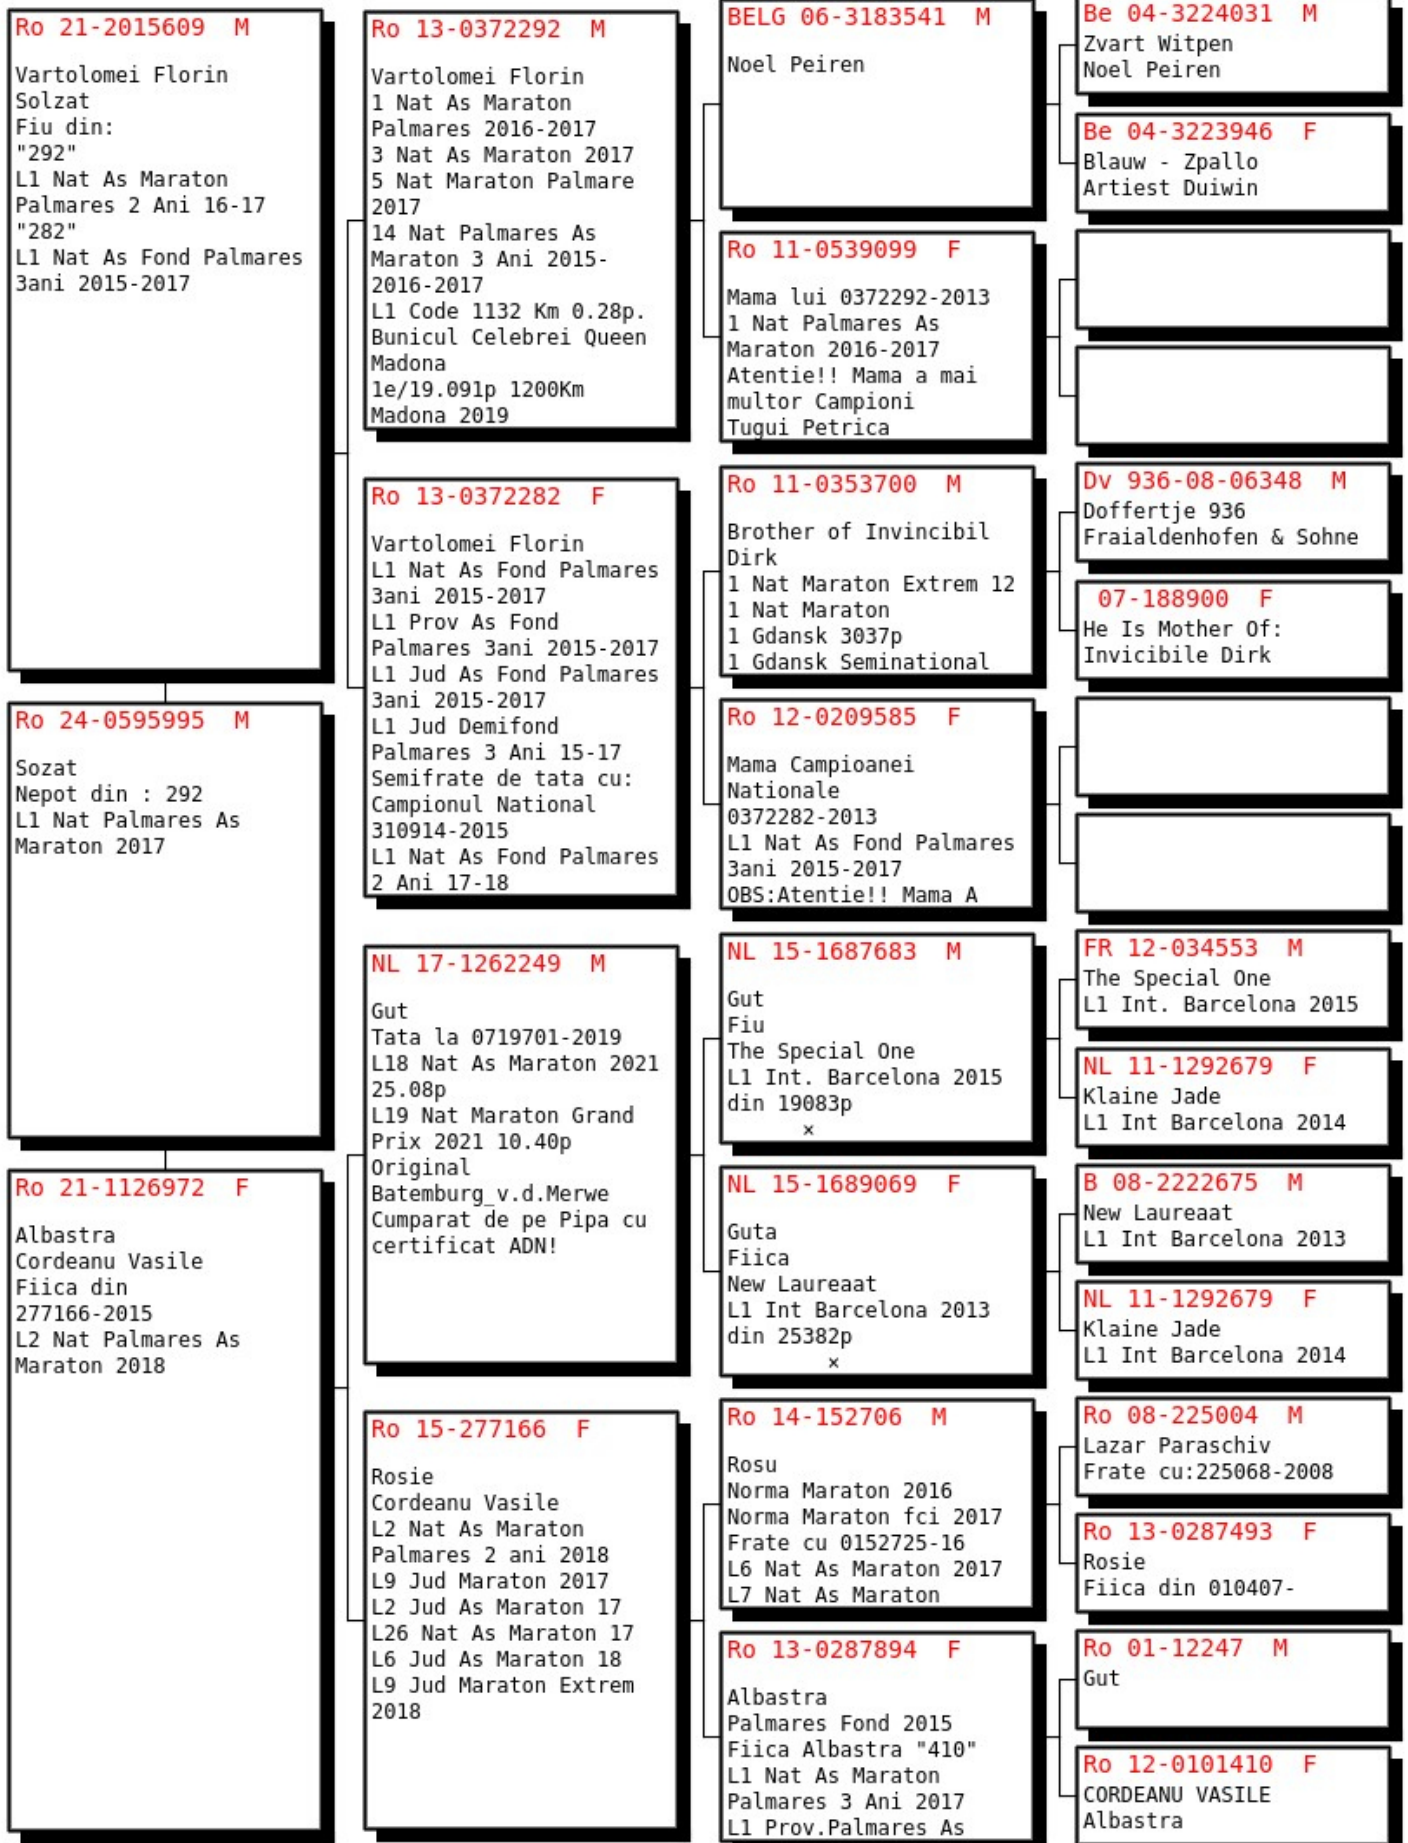 Ro 21-2015609 M
Vartolomei Florin
Solzat
Fiu din:
"292"
L1 Nat As Maraton
Palmares 2 Ani 16-17
"282"
L1 Nat As Fond Palmares
3ani 2015-2017
Ro 24-0595995 M
Sozat
Nepot din : 292
L1 Nat Palmares As
Maraton 2017
Ro 21-1126972 F
Albastra
Cordeanu Vasile
Fiica din
277166-2015
L2 Nat Palmares As
Maraton 2018
Ro 13-0372292 M
Vartolomei Florin
1 Nat As Maraton
Palmares 2016-2017
3 Nat As Maraton 2017
5 Nat Maraton Palmare
2017
14 Nat Palmares As
Maraton 3 Ani 2015-
2016-2017
L1 Code 1132 Km 0.28p.
Bunicul Celebrei Queen
Madona
1e/19.091p 1200Km
Madona 2019
Ro 13-0372282 F
Vartolomei Florin
L1 Nat As Fond Palmares
3ani 2015-2017
L1 Prov As Fond
Palmares 3ani 2015-2017
L1 Jud As Fond Palmares
3ani 2015-2017
L1 Jud Demifond
Palmares 3 Ani 15-17
Semifrate de tata cu:
Campionul National
310914-2015
L1 Nat As Fond Palmares
2 Ani 17-18
NL 17-1262249 M
Gut
Tata la 0719701-2019
L18 Nat As Maraton 2021
25.08p
L19 Nat Maraton Grand
Prix 2021 10.40p
Original
Batemburg_v.d.Merwe
Cumparat de pe Pipa cu
certificat ADN!
Ro 15-277166 F
Rosie
Cordeanu Vasile
L2 Nat As Maraton
Palmares 2 ani 2018
L9 Jud Maraton 2017
L2 Jud As Maraton 17
L26 Nat As Maraton 17
L6 Jud As Maraton 18
L9 Jud Maraton Extrem
2018
BELG 06-3183541 M
Noel Peiren
Ro 11-0539099 F
Mama lui 0372292-2013
1 Nat Palmares As
Maraton 2016-2017
Atentie!! Mama a mai
multor Campioni
Tugui Petrica
Ro 11-0353700 M
Brother of Invincibil
Dirk
1 Nat Maraton Extrem 12
1 Nat Maraton
1 Gdansk 3037p
1 Gdansk Seminational
Ro 12-0209585 F
Mama Campioanei
Nationale
0372282-2013
L1 Nat As Fond Palmares
3ani 2015-2017
OBS:Atentie!! Mama A
NL 15-1687683 M
Gut
Fiu
The Special One
L1 Int. Barcelona 2015
din 19083p
×
NL 15-1689069 F
Guta
Fiica
New Laureaat
L1 Int Barcelona 2013
din 25382p
×
Ro 14-152706 M
Rosu
Norma Maraton 2016
Norma Maraton fci 2017
Frate cu 0152725-16
L6 Nat As Maraton 2017
L7 Nat As Maraton
Ro 13-0287894 F
Albastra
Palmares Fond 2015
Fiica Albastra "410"
L1 Nat As Maraton
Palmares 3 Ani 2017
L1 Prov.Palmares As
Be 04-3224031 M
Zvart Witpen
Noel Peiren
Be 04-3223946 F
Blauw - Zpallo
Artiest Duiwin
Dv 936-08-06348 M
Doffertje 936
Fraialdenhofen & Sohne
07-188900 F
He Is Mother Of:
Invicibile Dirk
FR 12-034553 M
The Special One
L1 Int. Barcelona 2015
NL 11-1292679 F
Klaine Jade
L1 Int Barcelona 2014
B 08-2222675 M
New Laureaat
L1 Int Barcelona 2013
NL 11-1292679 F
Klaine Jade
L1 Int Barcelona 2014
Ro 08-225004 M
Lazar Paraschiv
Frate cu:225068-2008
Ro 13-0287493 F
Rosie
Fiica din 010407-
Ro 01-12247 M
Gut
Ro 12-0101410 F
CORDEANU VASILE
Albastra